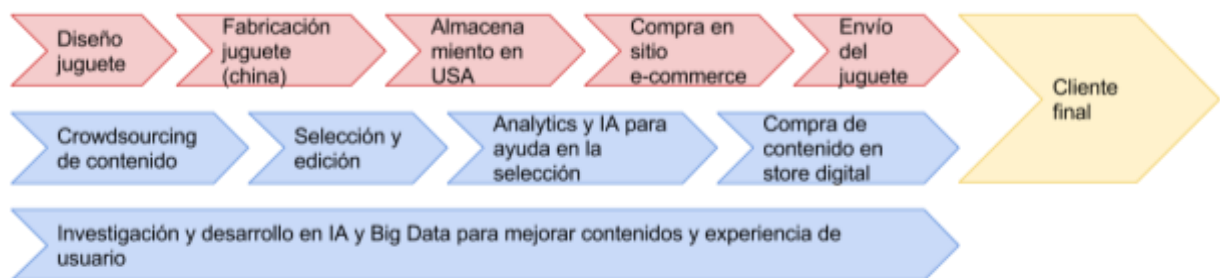 Diseño
juguete
Fabricación
juguete
(china)
Almacena
miento en
USA
Compra en
sitio
e-commerce
Envío
del
juguete
Cliente
final
Crowdsourcing
de contenido
Selección y
edición
Analytics y IA para
ayuda en la
selección
Compra de
contenido en
store digital
Investigación y desarrollo en IA y Big Data para mejorar contenidos y experiencia de
usuario